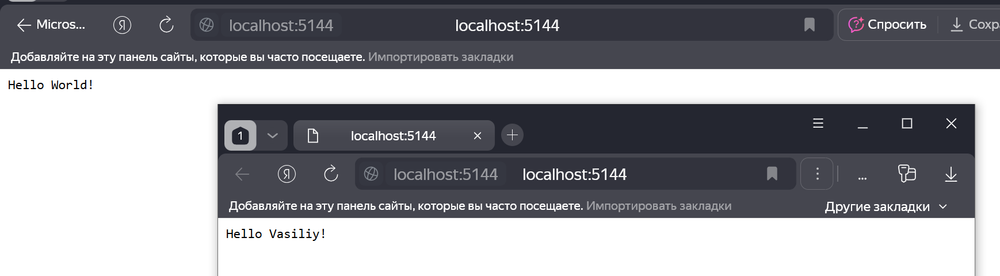 Micros...
Я
localhost:5144
localhost:5144
Спросить
Добавляйте на эту панель сайты, которые вы часто посещаете. Импортировать закладки
Hello World!
1
localhost:5144
Я
localhost:5144
localhost:5144
...
Добавляйте на эту панель сайты, которые вы часто посещаете. Импортировать закладки
Другие закладки
Hello Vasiliy!